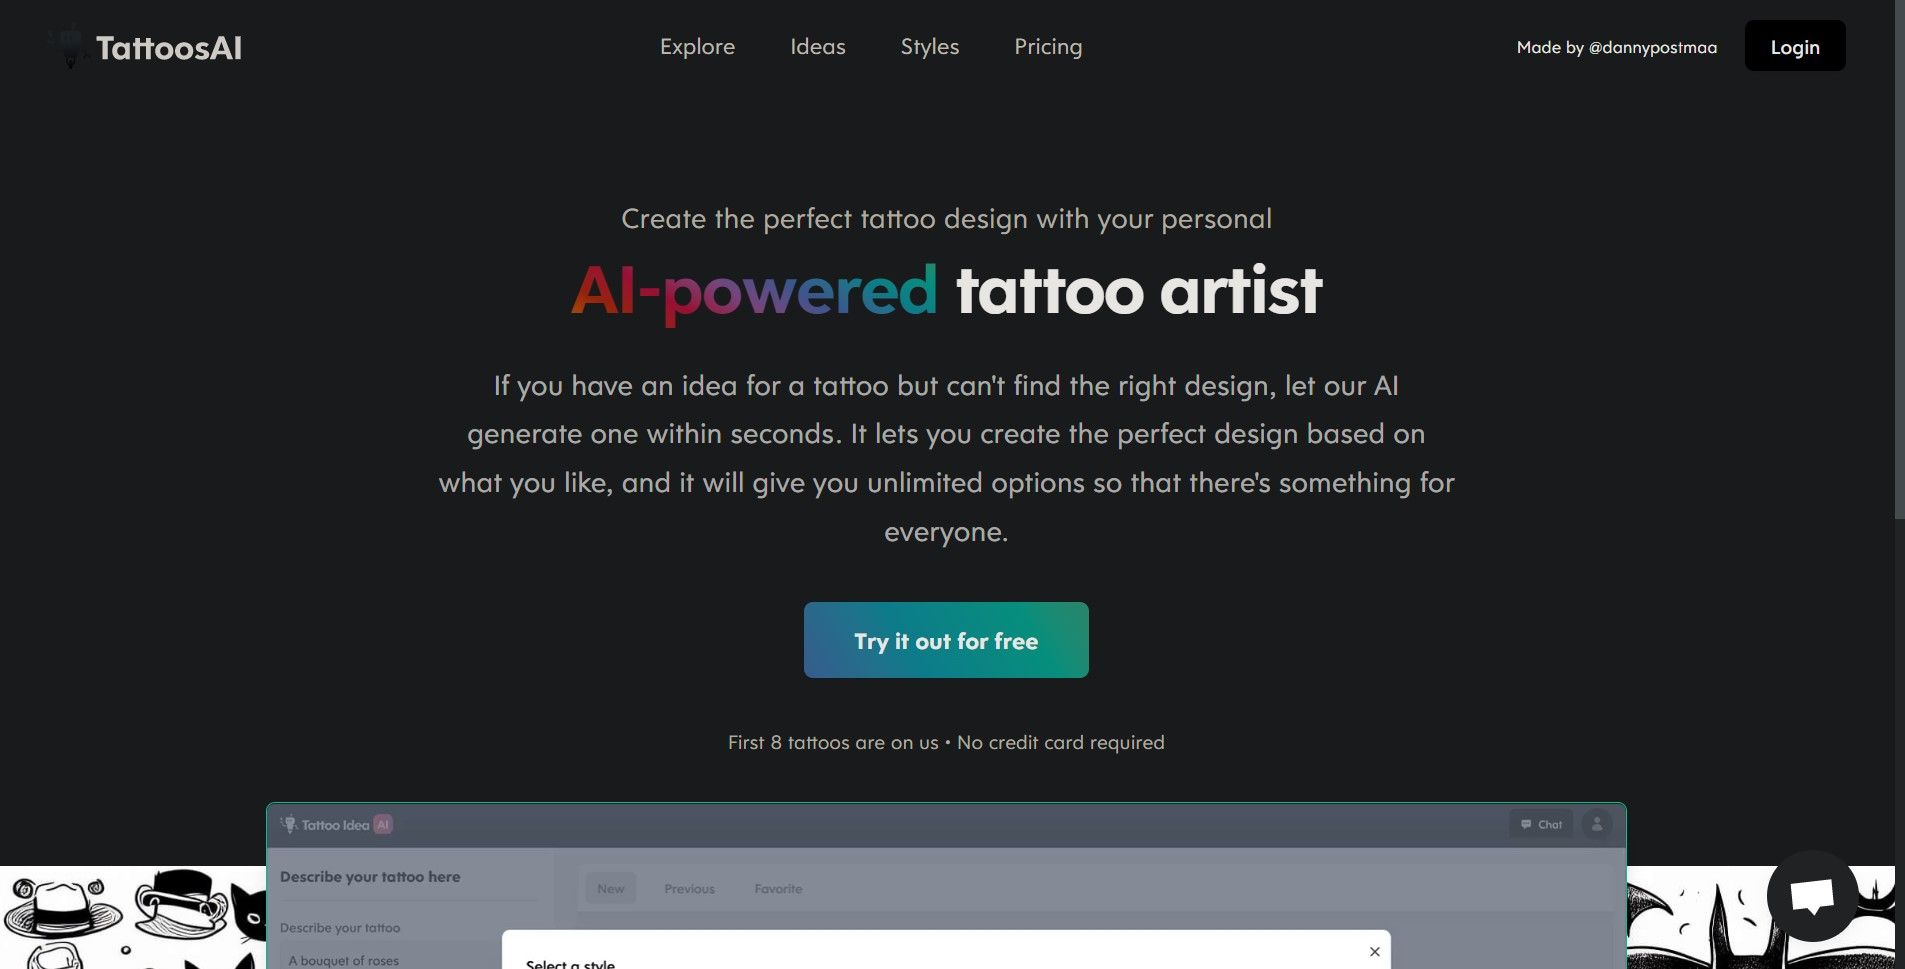 TattoosAI
Explore Ideas Styles Pricing
Made by @dannypostmaa
Login
Create the perfect tattoo design with your personal
AI-powered tattoo artist
If you have an idea for a tattoo but can't find the right design, let our AI
generate one within seconds. It lets you create the perfect design based on
what you like, and it will give you unlimited options so that there's something for
everyone.
Try it out for free
First 8 tattoos are on us • No credit card required
Tattoo Idea AI
Chat
Describe your tattoo here
New Previous Favorite
Describe your tattoo
A bouquet of roses
Select a style